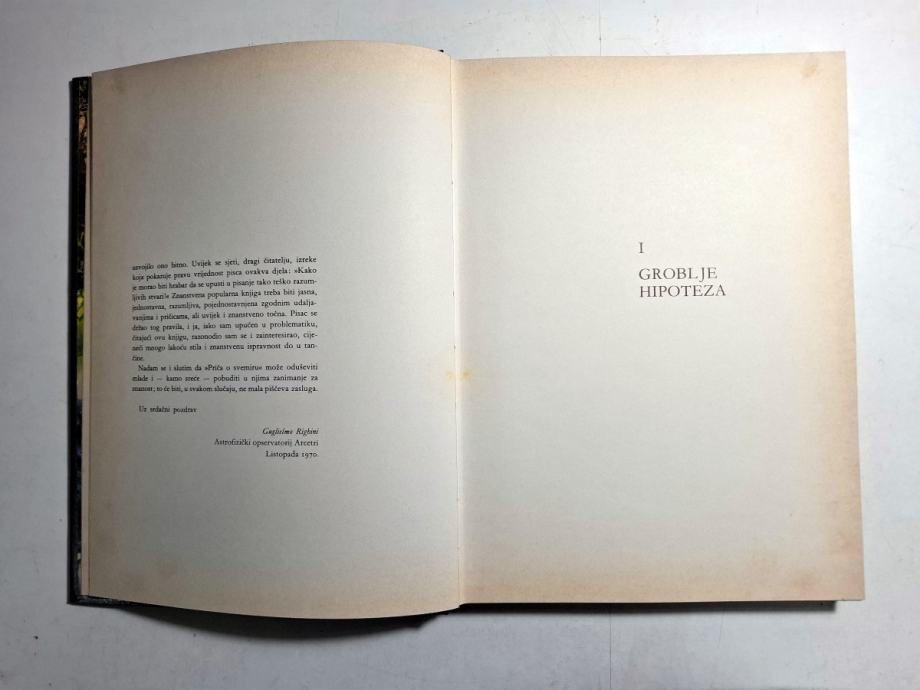 usvojilo ono bitno. Uvijek se sjeti, dragi čitatelju, izreke
koja pokazuje pravu vrijednost pisca ovakva djela: »Kako
je morao biti hrabar da se upusti u pisanje tako teško razum-
ljivih stvari!« Znanstvena popularna knjiga treba biti jasna,
jednostavna, razumljiva, pojednostavnjena zgodnim udalja-
vanjima i pričicama, ali uvijek i znanstveno točna. Pisac se
držao tog pravila, i ja, iako sam upućen u problematiku,
čitajući ovu knjigu, razonodio sam se i zainteresirao, cije-
neći mnogo lakoću stila i znanstvenu ispravnost do u tan-
čine.
Nadam se i slutim da »Priča o svemiru« može oduševiti
mlade i — kamo sreće — pobuditi u njima zanimanje za
znanost; to će biti, u svakom slučaju, ne mala piščeva zasluga.
Uz srdačni pozdrav
Guglielmo Righini
Astrofizički opservatorij Arcetri
Listopada 1970.
I
GROBLJE
HIPOTEZA